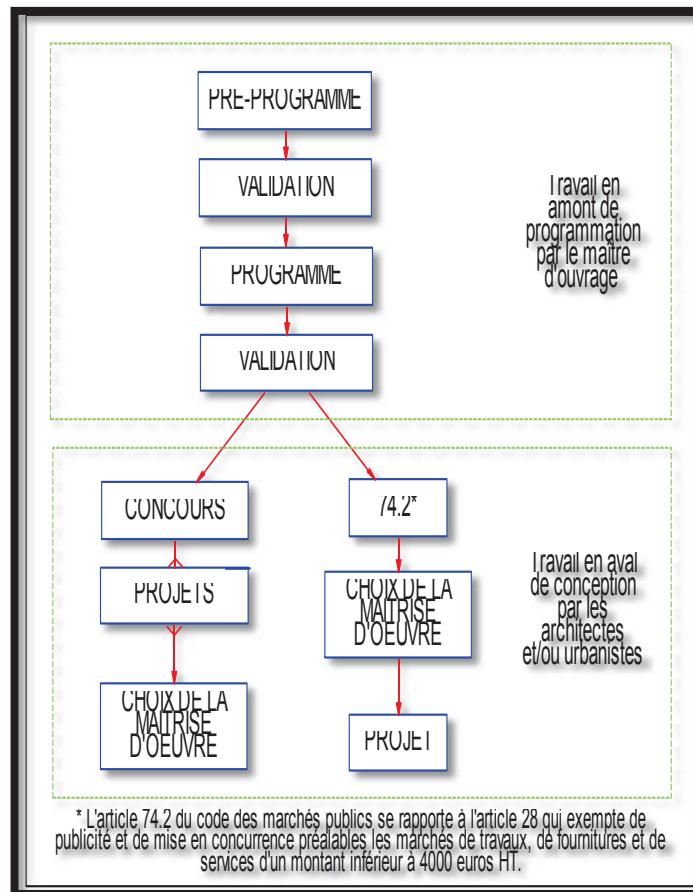 PRE-PROGRAMME
VALIDATION
Travail en
amont de
programmation
par le maître
d'ouvrage
PROGRAMME
VALIDATION
CONCOURS
74.2*
PROJETS
CHOIX DE LA
MAITRISE
D'OEUVRE
Travail en aval
de conception
par les
architectes
et/ou urbanistes
CHOIX DE LA
MAITRISE
D'OEUVRE
PROJET
* L'article 74.2 du code des marchés publics se rapporte à l'article 28 qui exempte de
publicité et de mise en concurrence préalables les marchés de travaux, de fournitures et de
services d'un montant inférieur à 4000 euros HT.